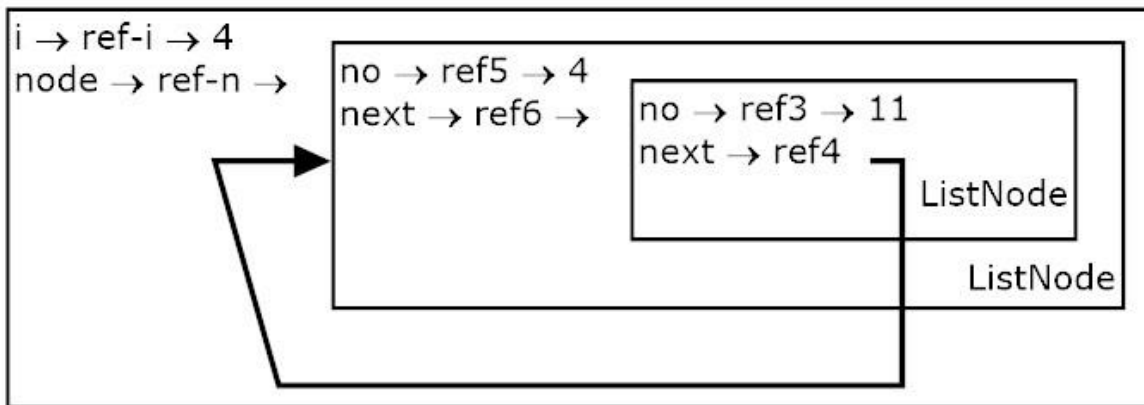 i → ref-i → 4
node → ref-n →
no → ref5 → 4
next → ref6 →
no → ref3 → 11
next → ref4
ListNode
ListNode